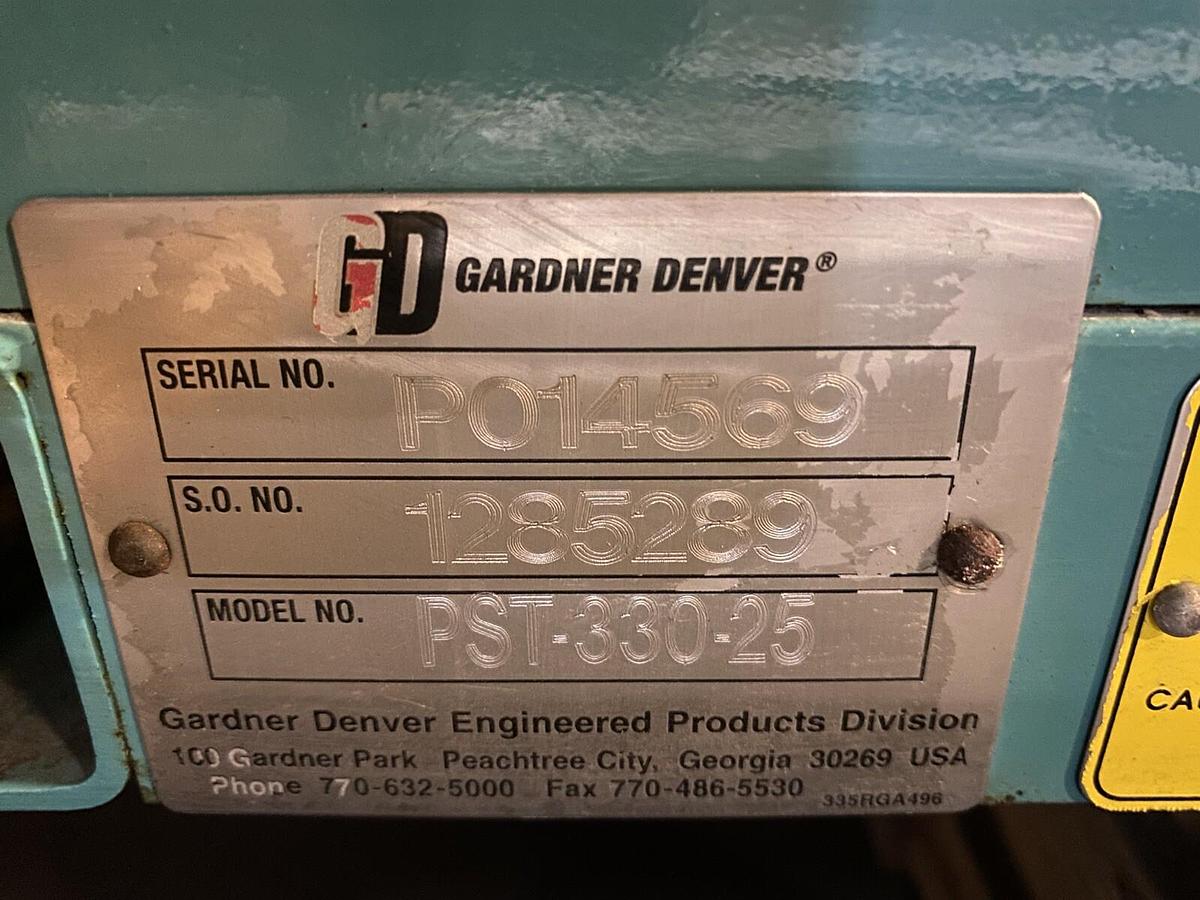 GD GARDNER DENVER®
SERIAL NO. P014569
S.O. NO. 1285289
MODEL NO. PST-330-25
Gardner Denver Engineered Products Division
100 Gardner Park Peachtree City, Georgia 30269 USA
Phone 770-632-5000 Fax 770-486-5530
335RGA496